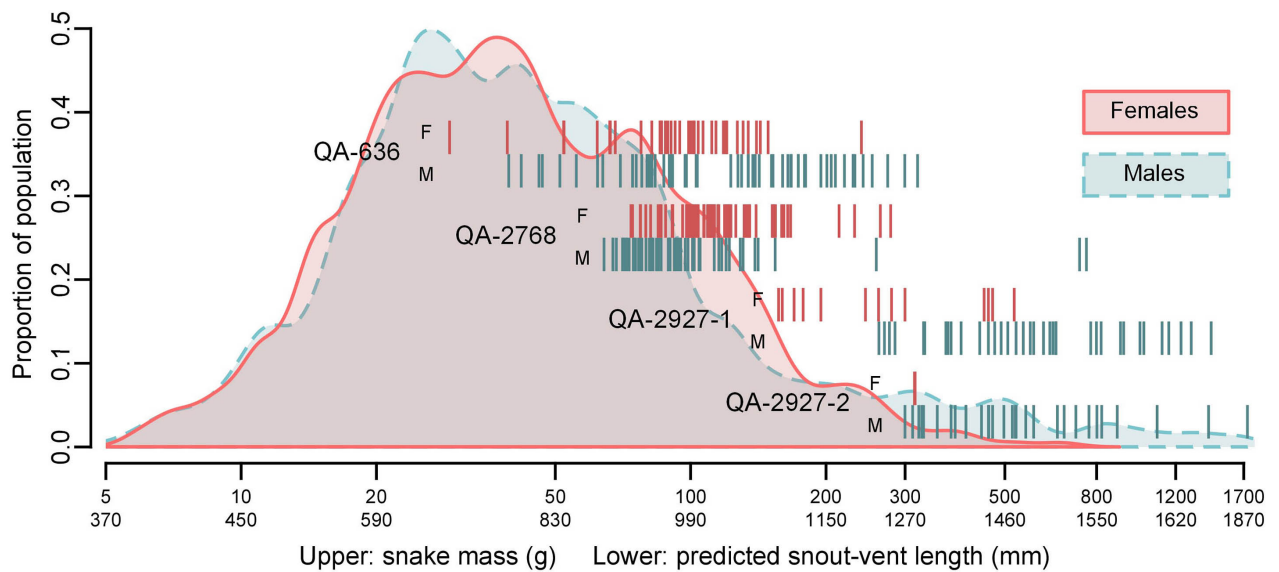 Proportion of population
0.5
0.4
0.3
0.2
0.1
0.0
Females
Males
QA-636
F
M
QA-2768
F
M
QA-2927-1
F
M
QA-2927-2
F
M
5 10 20 50 100 200 300 500 800 1200 1700
370 450 590 830 990 1150 1270 1460 1550 1620 1870
Upper: snake mass (g) Lower: predicted snout-vent length (mm)